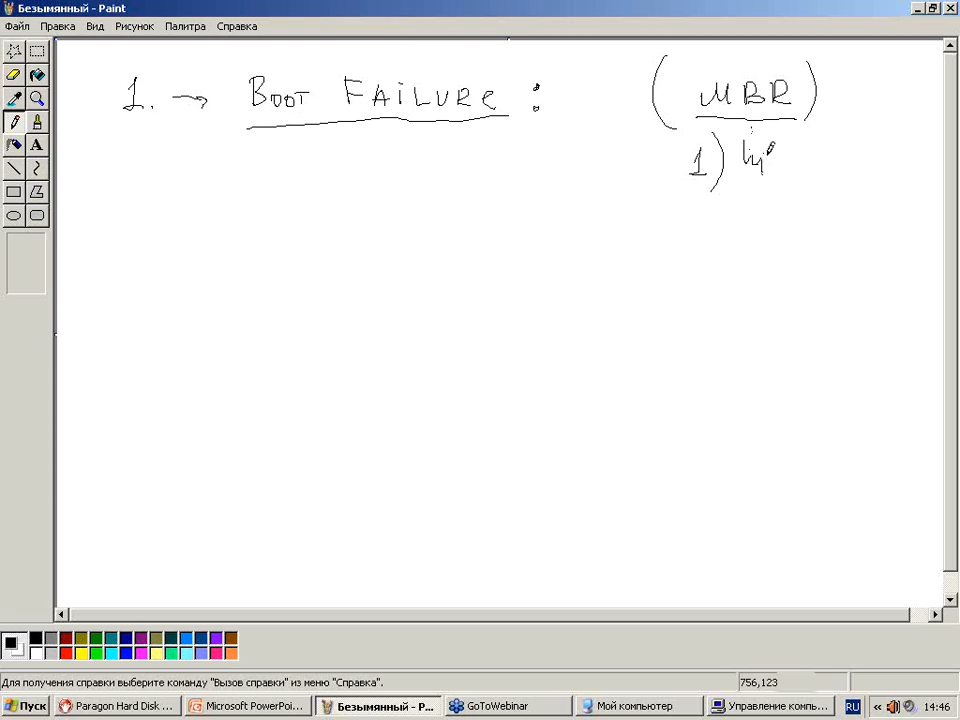 Безымянный - Paint
Файл Правка Вид Рисунок Палитра Справка
1. → BOOT FAILURE : (MBR)
1)
Для получения справки выберите команду "Вызов справки" из меню "Справка".
756,123
Пуск Paragon Hard Disk ... Microsoft PowerPoi... Безымянный - P... GoToWebinar Мой компьютер Управление компь... RU « 14:46